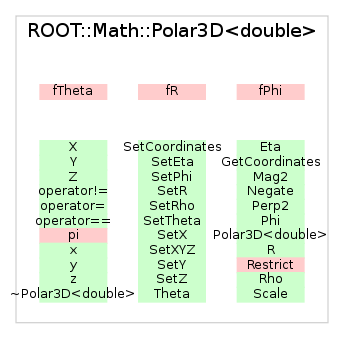 ROOT::Math::Polar3D<double>
fTheta fR fPhi
X SetCoordinates Eta
Y SetEta GetCoordinates
Z SetPhi Mag2
operator!= SetR Negate
operator= SetRho Perp2
operator== SetTheta Phi
pi SetX Polar3D<double>
x SetXYZ R
y SetY Restrict
z SetZ Rho
~Polar3D<double> Theta Scale